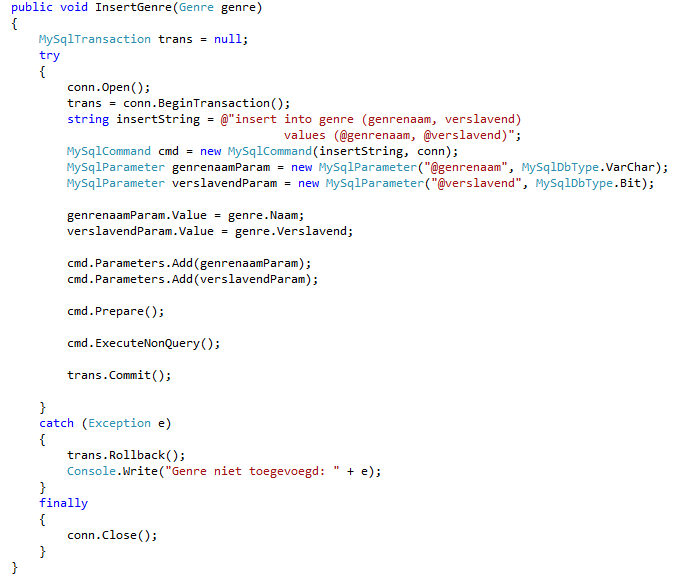 public void InsertGenre(Genre genre)
{
    MySqlTransaction trans = null;
    try
    {
        conn.Open();
        trans = conn.BeginTransaction();
        string insertString = @"insert into genre (genrenaam, verslavend)
                                values (@genrenaam, @verslavend)";
        MySqlCommand cmd = new MySqlCommand(insertString, conn);
        MySqlParameter genrenaamParam = new MySqlParameter("@genrenaam", MySqlDbType.VarChar);
        MySqlParameter verslavendParam = new MySqlParameter("@verslavend", MySqlDbType.Bit);

        genrenaamParam.Value = genre.Naam;
        verslavendParam.Value = genre.Verslavend;

        cmd.Parameters.Add(genrenaamParam);
        cmd.Parameters.Add(verslavendParam);

        cmd.Prepare();

        cmd.ExecuteNonQuery();

        trans.Commit();

    }
    catch (Exception e)
    {
        trans.Rollback();
        Console.Write("Genre niet toegevoegd: " + e);
    }
    finally
    {
        conn.Close();
    }
}